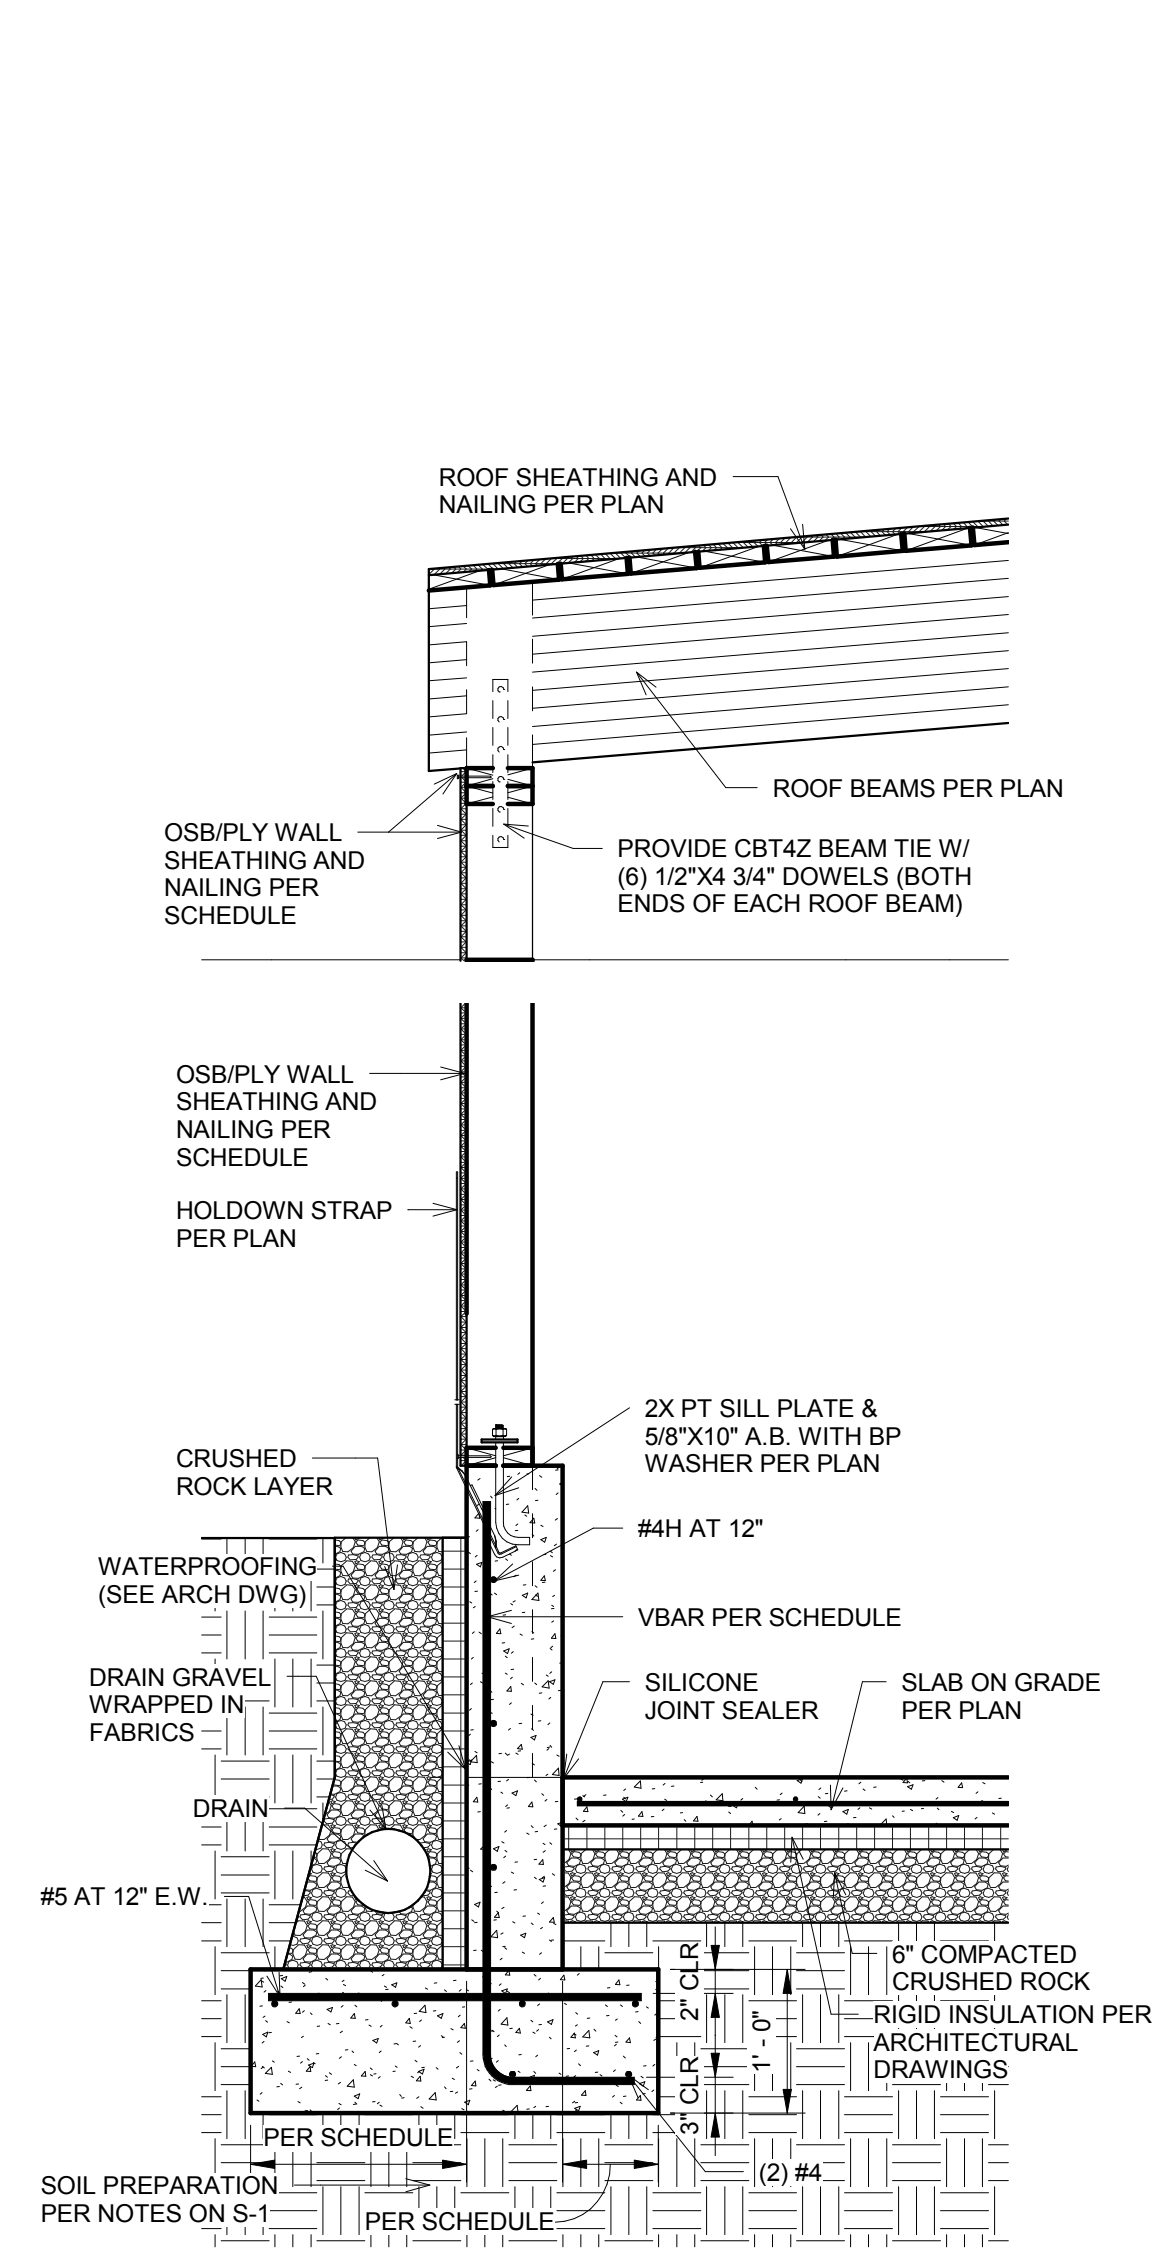 ROOF SHEATHING AND
NAILING PER PLAN
ROOF BEAMS PER PLAN
OSB/PLY WALL
SHEATHING AND
NAILING PER
SCHEDULE
PROVIDE CBT4Z BEAM TIE W/
(6) 1/2"X4 3/4" DOWELS (BOTH
ENDS OF EACH ROOF BEAM)
OSB/PLY WALL
SHEATHING AND
NAILING PER
SCHEDULE
HOLDOWN STRAP
PER PLAN
2X PT SILL PLATE &
5/8"X10" A.B. WITH BP
WASHER PER PLAN
CRUSHED
ROCK LAYER
#4H AT 12"
WATERPROOFING
(SEE ARCH DWG)
VBAR PER SCHEDULE
DRAIN GRAVEL
WRAPPED IN
FABRICS
SILICONE
JOINT SEALER
SLAB ON GRADE
PER PLAN
DRAIN
#5 AT 12" E.W.
6" COMPACTED
CRUSHED ROCK
RIGID INSULATION PER
ARCHITECTURAL
DRAWINGS
2" CLR
1' - 0"
3" CLR
PER SCHEDULE
(2) #4
SOIL PREPARATION
PER NOTES ON S-1
PER SCHEDULE